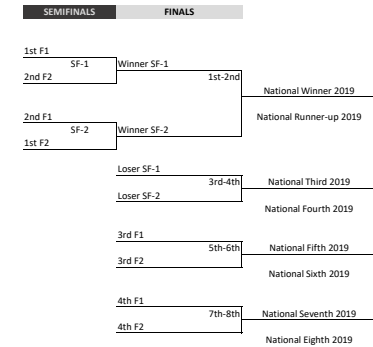 SEMIFINALS FINALS
1st F1
SF-1 Winner SF-1
2nd F2 1st-2nd
National Winner 2019
2nd F1 National Runner-up 2019
SF-2 Winner SF-2
1st F2
Loser SF-1
3rd-4th National Third 2019
Loser SF-2
National Fourth 2019
3rd F1
5th-6th National Fifth 2019
3rd F2
National Sixth 2019
4th F1
7th-8th National Seventh 2019
4th F2
National Eighth 2019